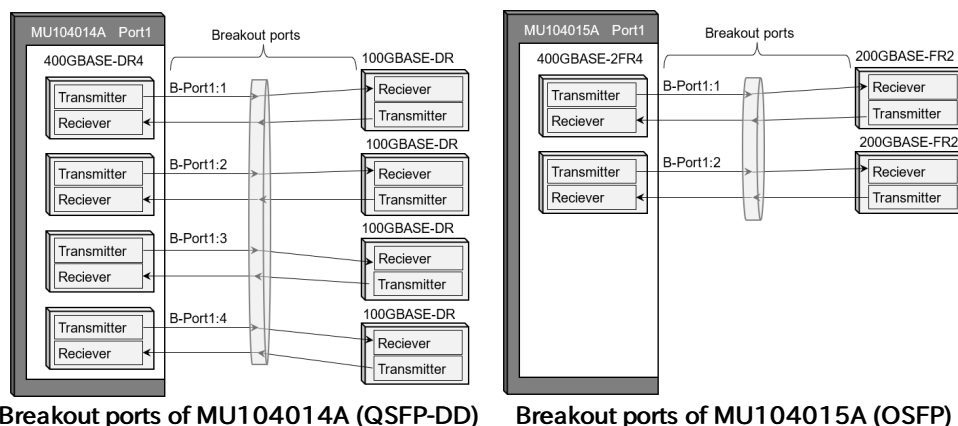 MU104014A Port1
Breakout ports
400GBASE-DR4
100GBASE-DR
Transmitter
Reciever
B-Port1:1
Reciever
Transmitter
100GBASE-DR
Transmitter
Reciever
B-Port1:2
Reciever
Transmitter
100GBASE-DR
Transmitter
Reciever
B-Port1:3
Reciever
Transmitter
100GBASE-DR
Transmitter
Reciever
B-Port1:4
Reciever
Transmitter
Breakout ports of MU104014A (QSFP-DD)
MU104015A Port1
Breakout ports
400GBASE-2FR4
200GBASE-FR2
Transmitter
Reciever
B-Port1:1
Reciever
Transmitter
200GBASE-FR2
Transmitter
Reciever
B-Port1:2
Reciever
Transmitter
Breakout ports of MU104015A (OSFP)